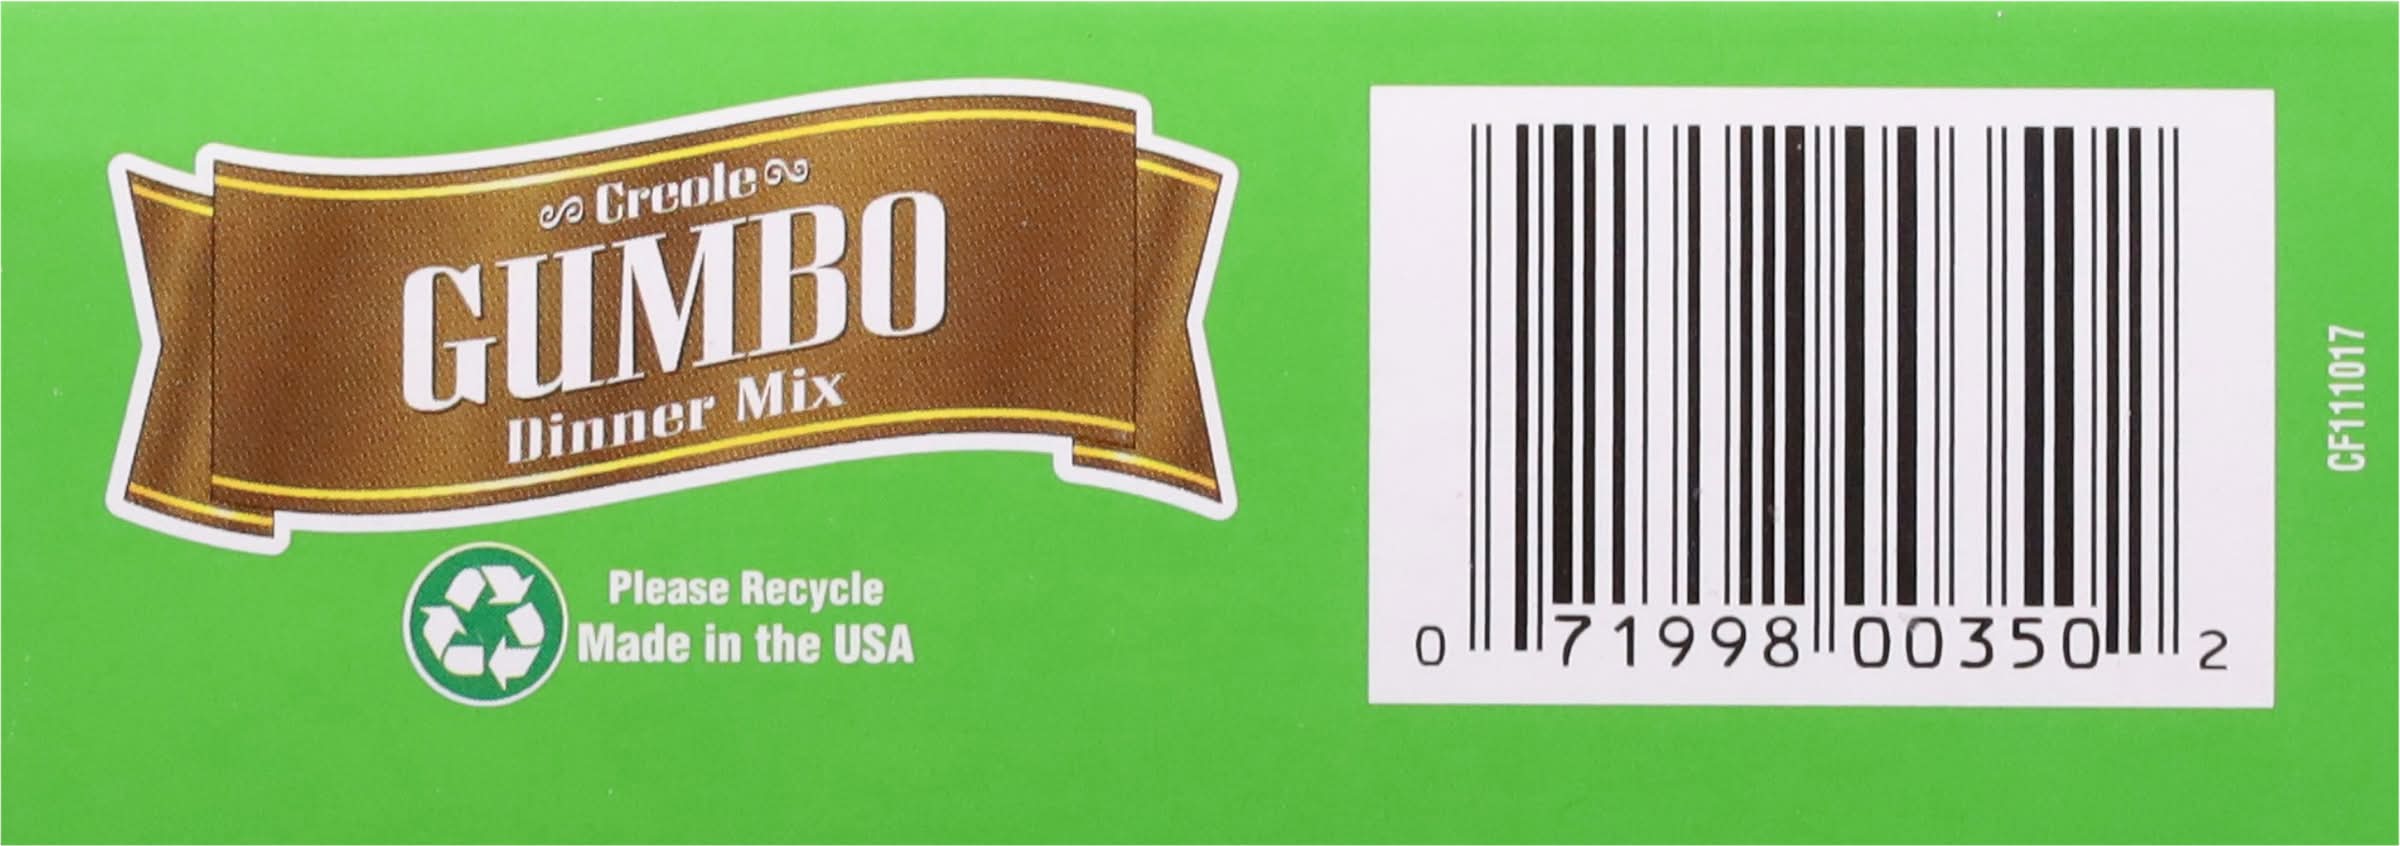 Creole
GUMBO
Dinner Mix
Please Recycle
Made in the USA
0 71998 00350 2
CF111017